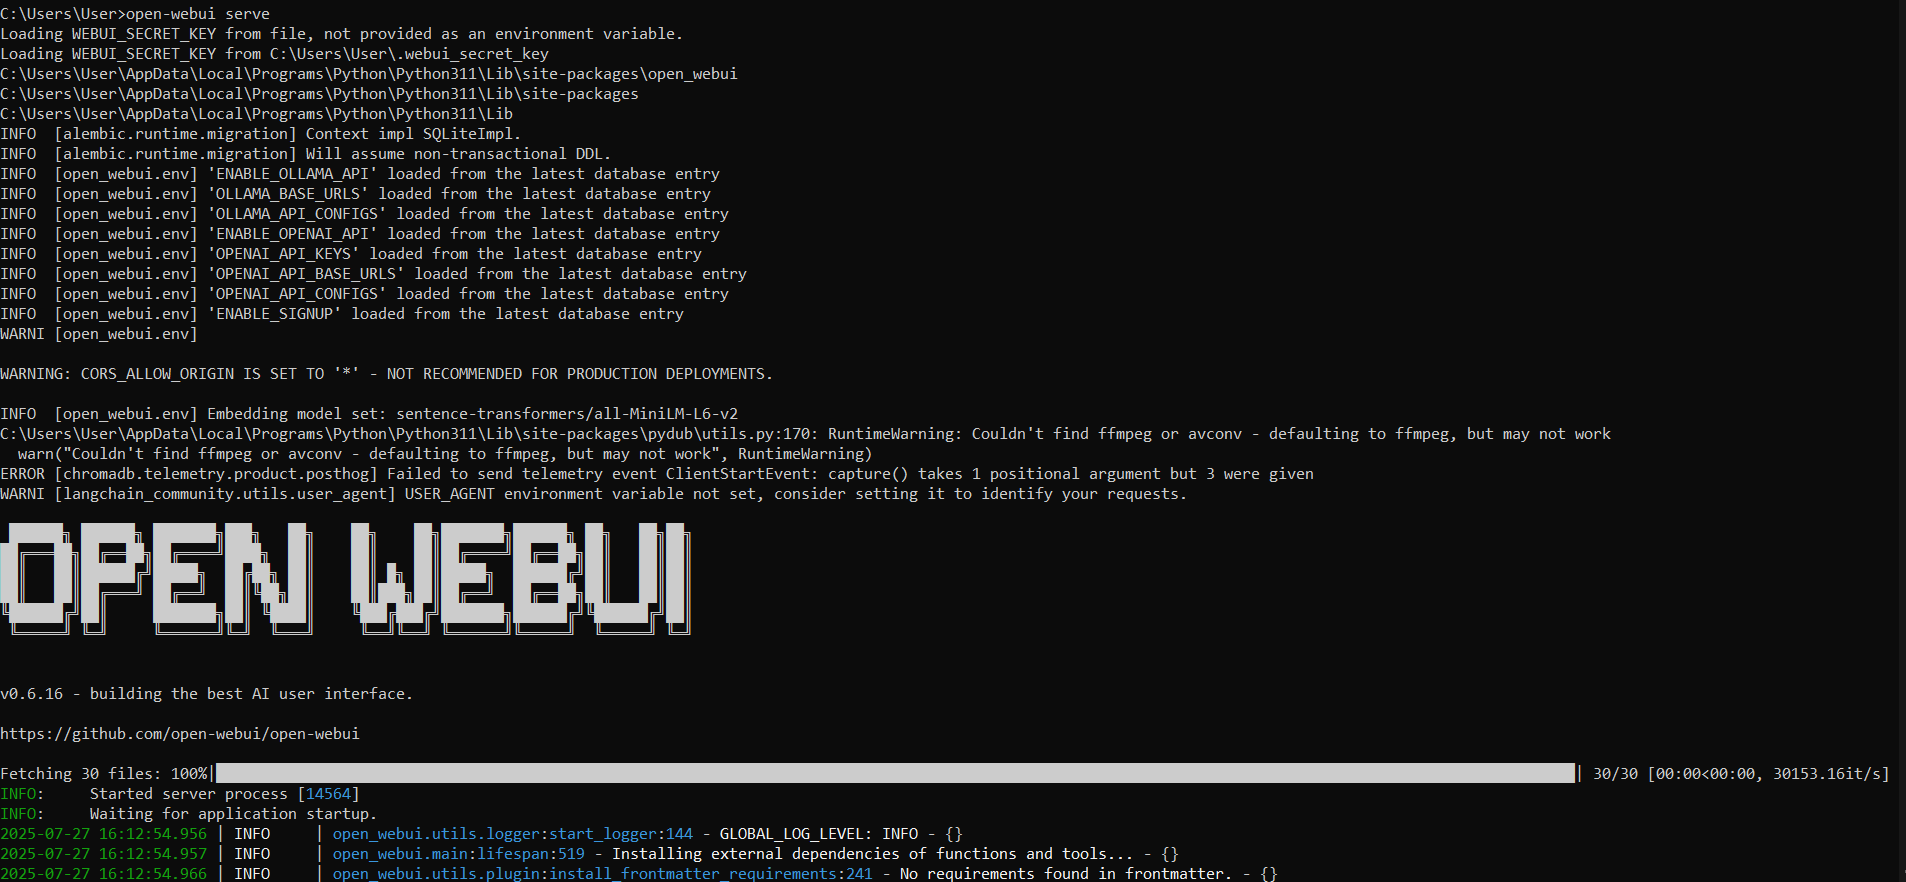 C:\Users\User>open-webui serve
Loading WEBUI_SECRET_KEY from file, not provided as an environment variable.
Loading WEBUI_SECRET_KEY from C:\Users\User\.webui_secret_key
C:\Users\User\AppData\Local\Programs\Python\Python311\Lib\site-packages\open_webui
C:\Users\User\AppData\Local\Programs\Python\Python311\Lib\site-packages
C:\Users\User\AppData\Local\Programs\Python\Python311\Lib
INFO  [alembic.runtime.migration] Context impl SQLiteImpl.
INFO  [alembic.runtime.migration] Will assume non-transactional DDL.
INFO  [open_webui.env] 'ENABLE_OLLAMA_API' loaded from the latest database entry
INFO  [open_webui.env] 'OLLAMA_BASE_URLS' loaded from the latest database entry
INFO  [open_webui.env] 'OLLAMA_API_CONFIGS' loaded from the latest database entry
INFO  [open_webui.env] 'ENABLE_OPENAI_API' loaded from the latest database entry
INFO  [open_webui.env] 'OPENAI_API_KEYS' loaded from the latest database entry
INFO  [open_webui.env] 'OPENAI_API_BASE_URLS' loaded from the latest database entry
INFO  [open_webui.env] 'OPENAI_API_CONFIGS' loaded from the latest database entry
INFO  [open_webui.env] 'ENABLE_SIGNUP' loaded from the latest database entry
WARNI [open_webui.env]
WARNING: CORS_ALLOW_ORIGIN IS SET TO '*' - NOT RECOMMENDED FOR PRODUCTION DEPLOYMENTS.
INFO  [open_webui.env] Embedding model set: sentence-transformers/all-MiniLM-L6-v2
C:\Users\User\AppData\Local\Programs\Python\Python311\Lib\site-packages\pydub\utils.py:170: RuntimeWarning: Couldn't find ffmpeg or avconv - defaulting to ffmpeg, but may not work
  warn("Couldn't find ffmpeg or avconv - defaulting to ffmpeg, but may not work", RuntimeWarning)
ERROR [chromadb.telemetry.product.posthog] Failed to send telemetry event ClientStartEvent: capture() takes 1 positional argument but 3 were given
WARNI [langchain_community.utils.user_agent] USER_AGENT environment variable not set, consider setting it to identify your requests.
OPEN WEBUI
v0.6.16 - building the best AI user interface.
https://github.com/open-webui/open-webui
Fetching 30 files: 100%| | 30/30 [00:00<00:00, 30153.16it/s]
INFO:     Started server process [14564]
INFO:     Waiting for application startup.
2025-07-27 16:12:54.956 | INFO     | open_webui.utils.logger:start_logger:144 - GLOBAL_LOG_LEVEL: INFO - {}
2025-07-27 16:12:54.957 | INFO     | open_webui.main:lifespan:519 - Installing external dependencies of functions and tools... - {}
2025-07-27 16:12:54.966 | INFO     | open_webui.utils.plugin:install_frontmatter_requirements:241 - No requirements found in frontmatter. - {}